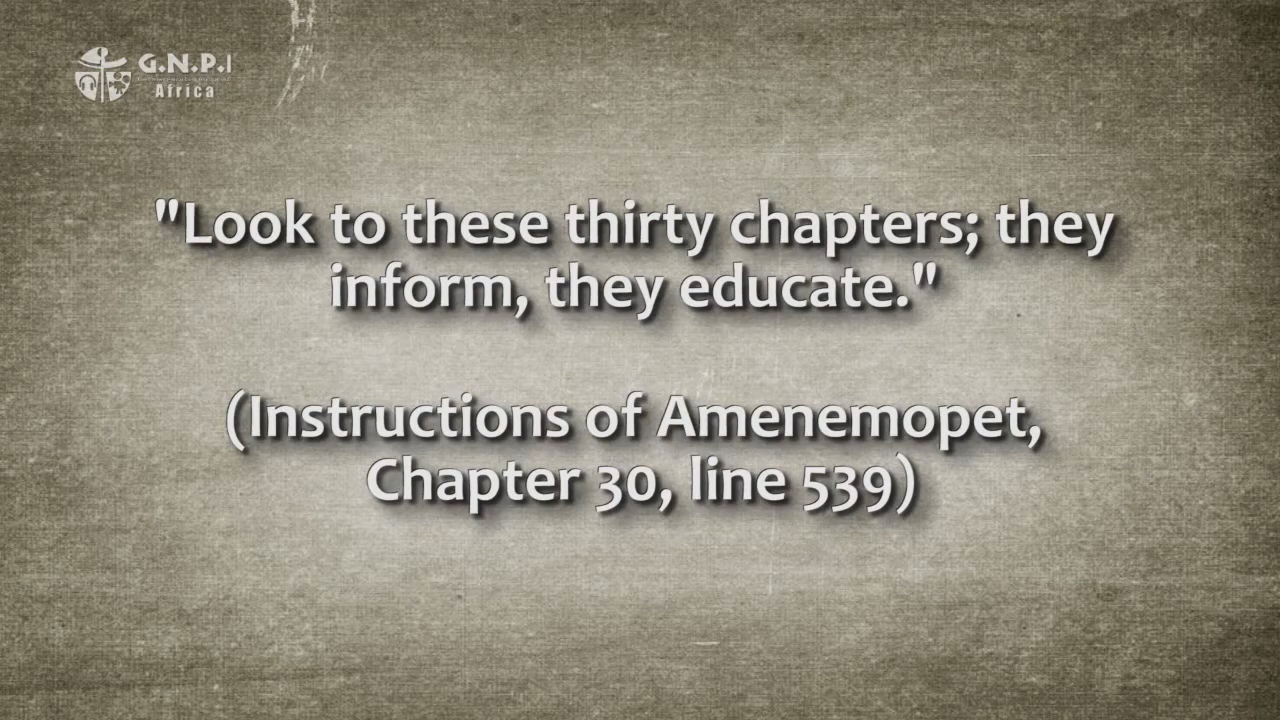 G.N.P.I
Africa
"Look to these thirty chapters; they
inform, they educate."
(Instructions of Amenemopet,
Chapter 30, line 539)